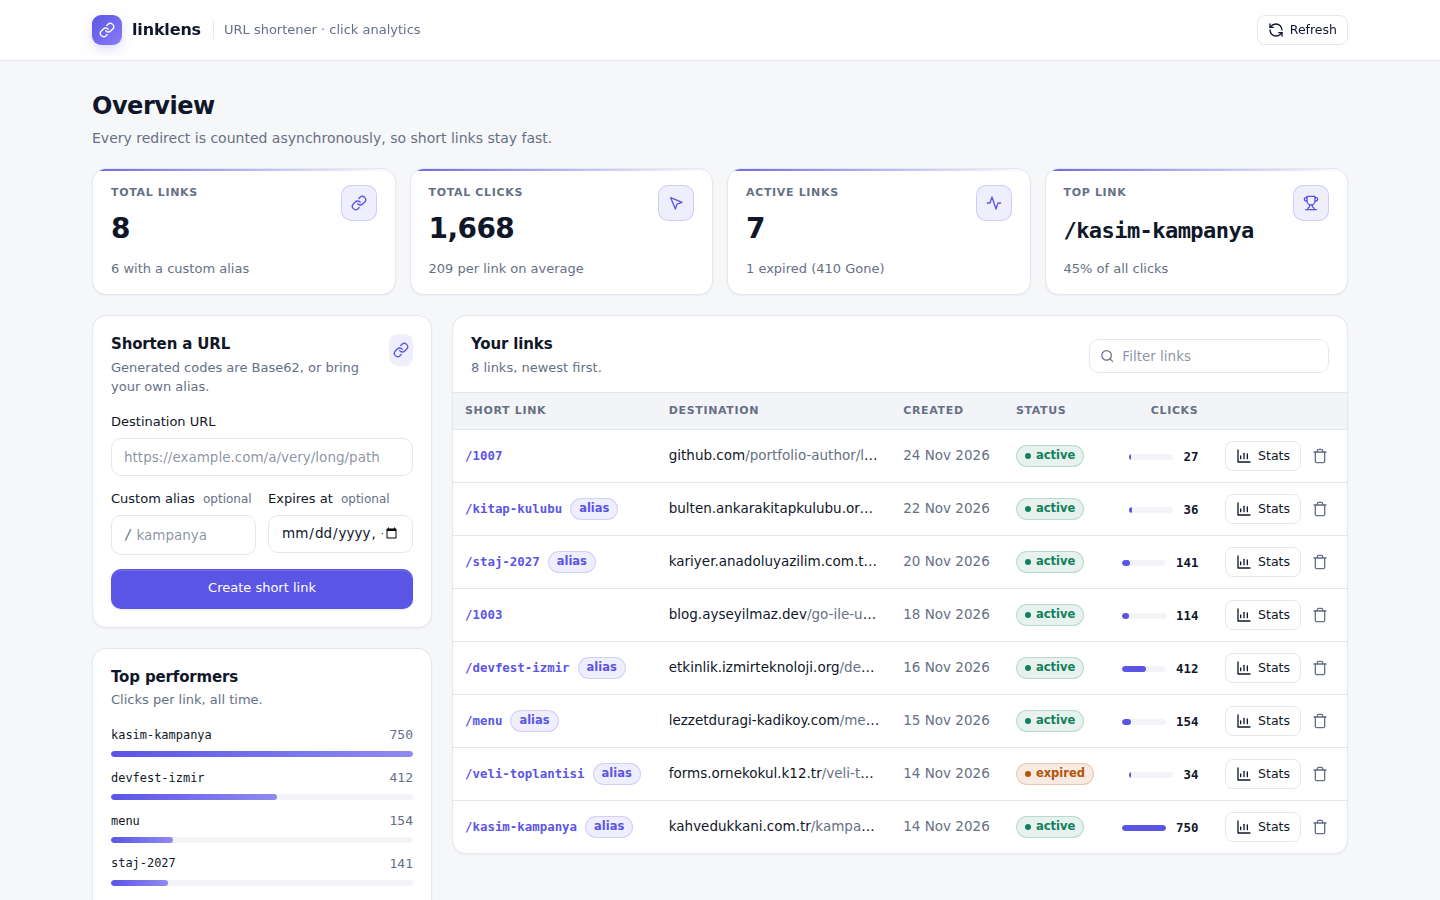 linklens
URL shortener · click analytics
Refresh
Overview
Every redirect is counted asynchronously, so short links stay fast.
TOTAL LINKS
8
6 with a custom alias
TOTAL CLICKS
1,668
209 per link on average
ACTIVE LINKS
7
1 expired (410 Gone)
TOP LINK
/kasim-kampanya
45% of all clicks
Shorten a URL
Generated codes are Base62, or bring
your own alias.
Destination URL
https://example.com/a/very/long/path
Custom alias optional
Expires at optional
/ kampanya
mm/dd/yyyy,
Create short link
Top performers
Clicks per link, all time.
kasim-kampanya 750
devfest-izmir 412
menu 154
staj-2027 141
Your links
8 links, newest first.
Filter links
SHORT LINK DESTINATION CREATED STATUS CLICKS
/1007 github.com/portfolio-author/l... 24 Nov 2026 active 27 Stats
/kitap-kulubu alias bulten.ankarakitapkulubu.or... 22 Nov 2026 active 36 Stats
/staj-2027 alias kariyer.anadoluyazilim.com.t... 20 Nov 2026 active 141 Stats
/1003 blog.ayseyilmaz.dev/go-ile-u... 18 Nov 2026 active 114 Stats
/devfest-izmir alias etkinlik.izmirteknoloji.org/de... 16 Nov 2026 active 412 Stats
/menu alias lezzetduragi-kadikoy.com/me... 15 Nov 2026 active 154 Stats
/veli-toplantisi alias forms.ornekokul.k12.tr/veli-t... 14 Nov 2026 expired 34 Stats
/kasim-kampanya alias kahvedukkani.com.tr/kampa... 14 Nov 2026 active 750 Stats